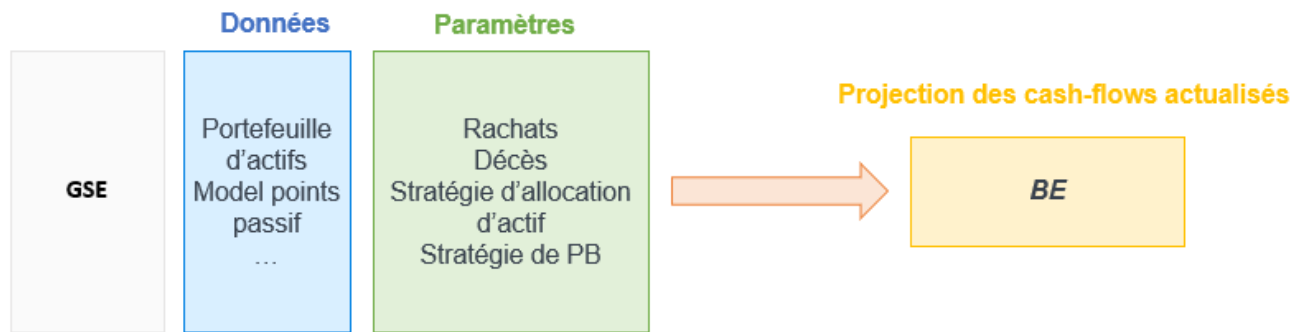 Données
Paramètres
Projection des cash-flows actualisés
GSE
Portefeuille
d'actifs
Model points
passif
...
Rachats
Décès
Stratégie d'allocation
d'actif
Stratégie de PB
BE